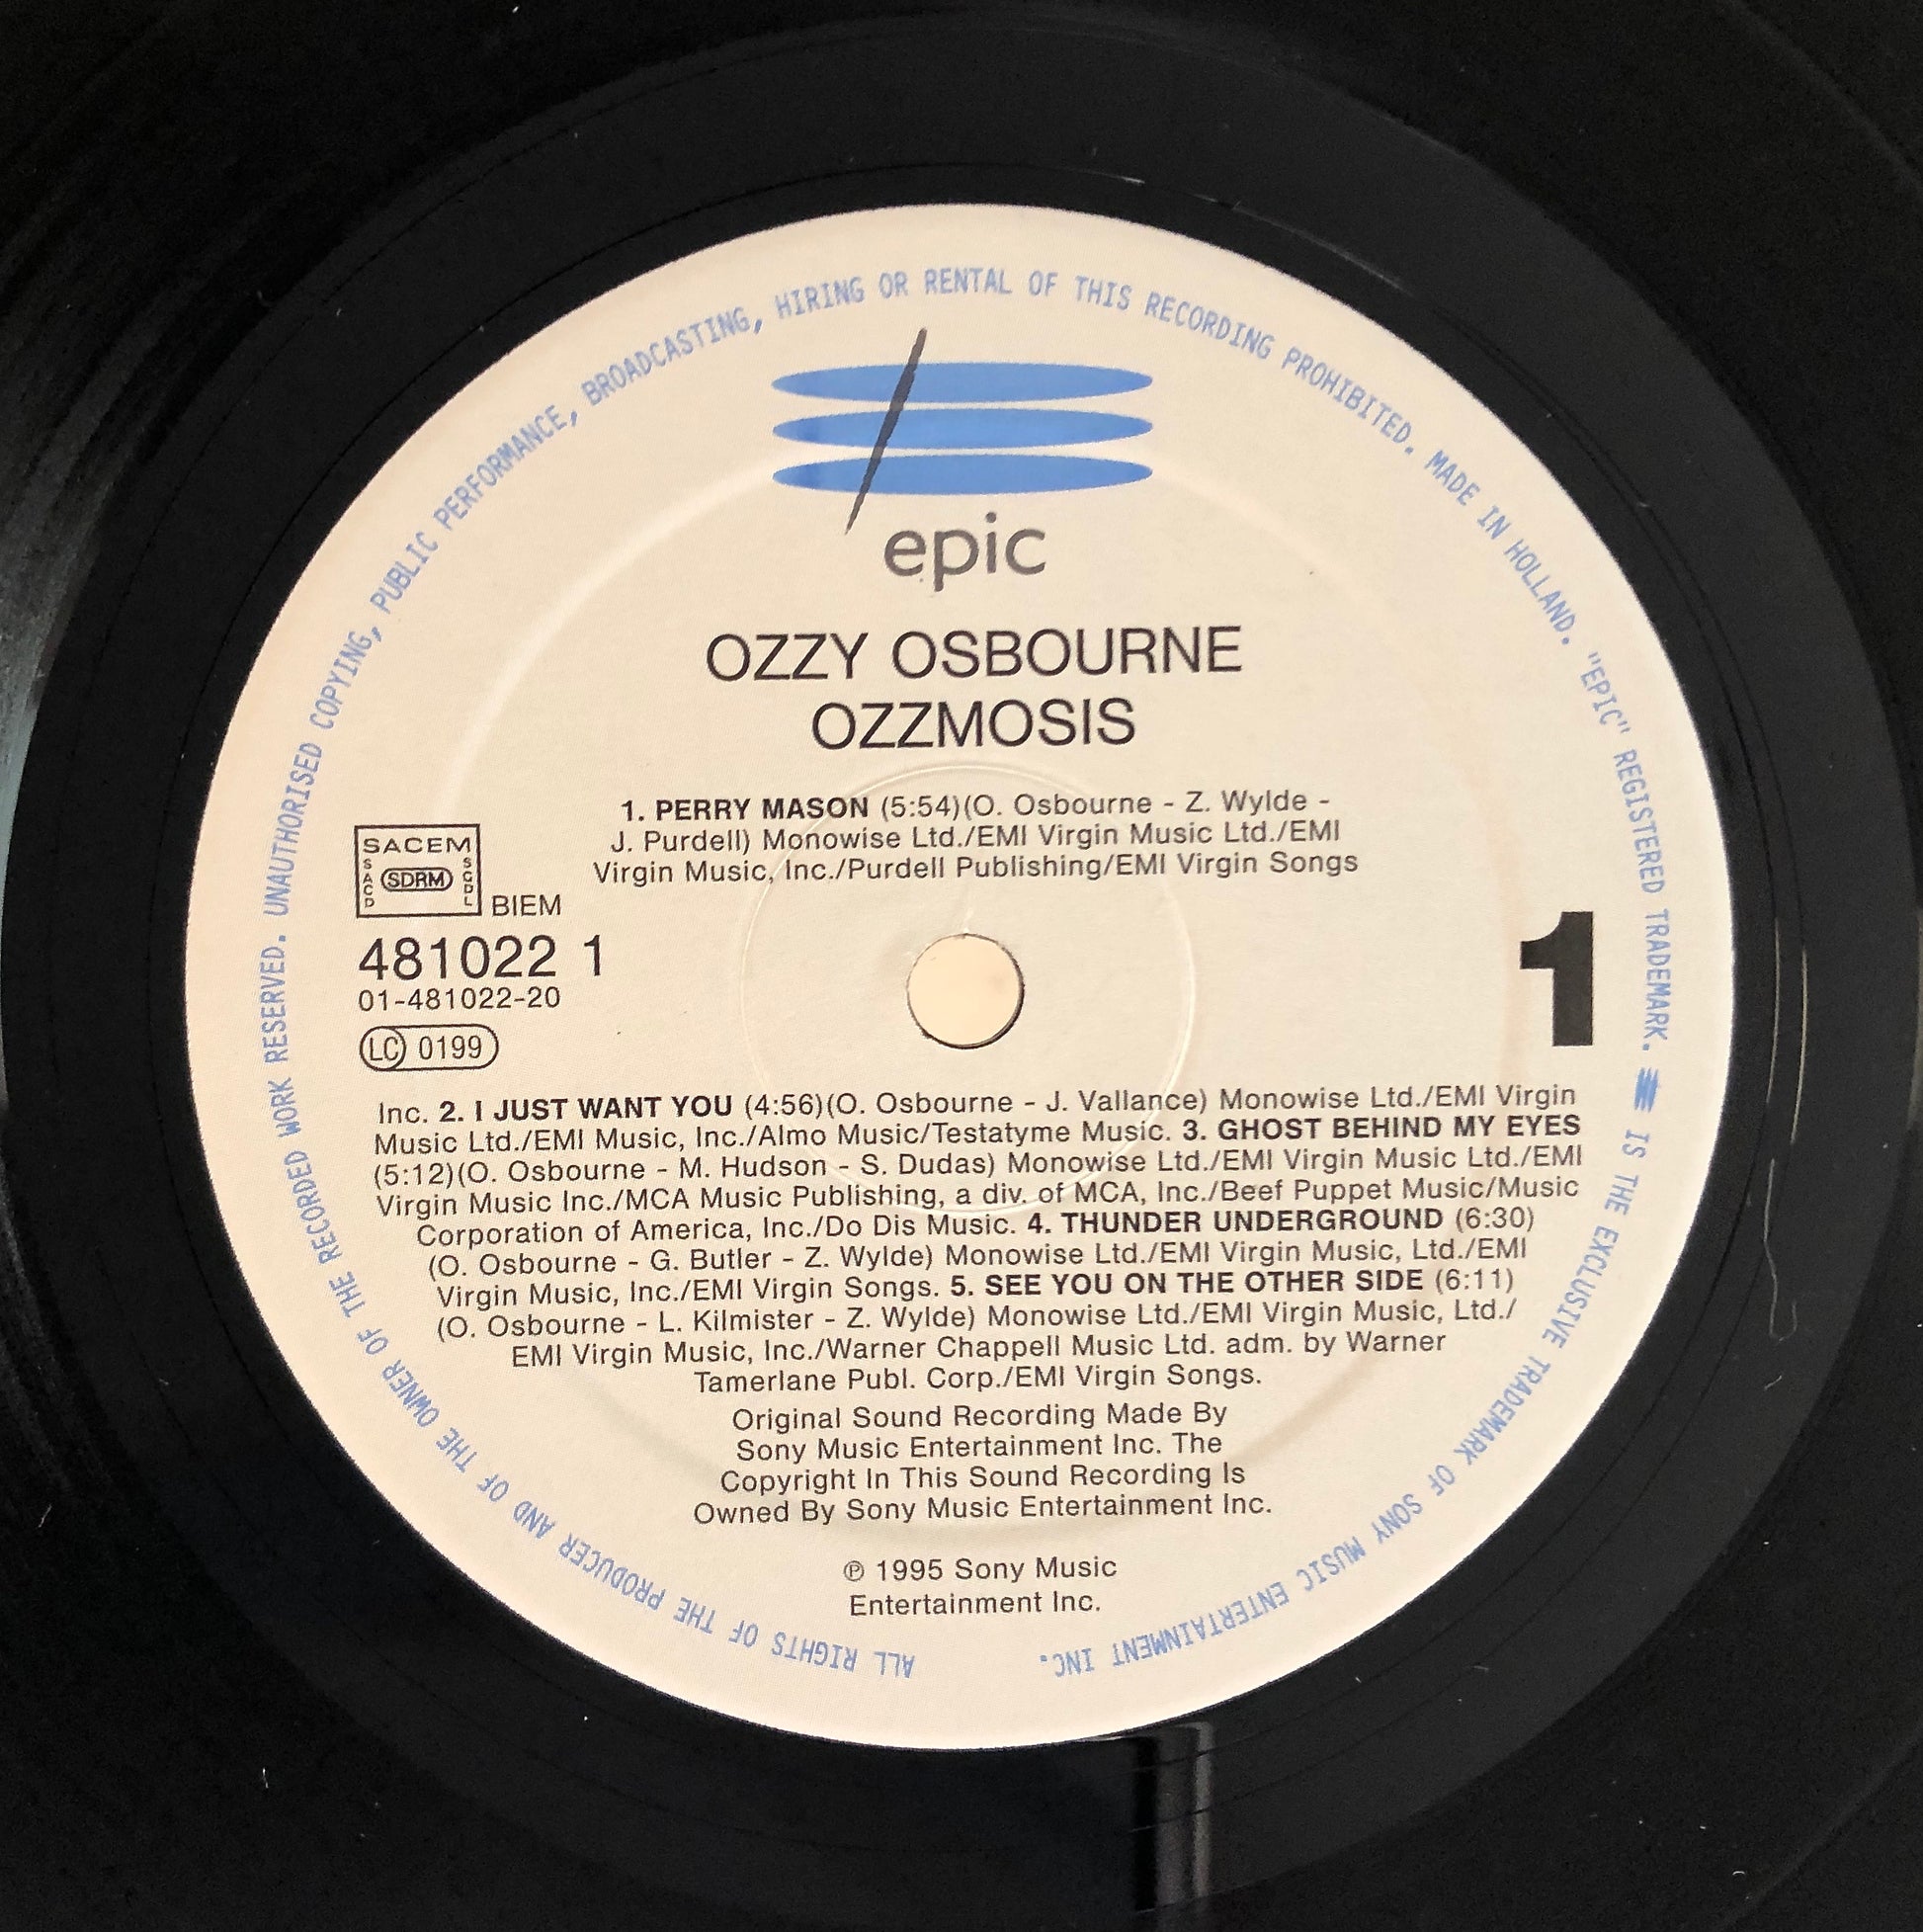 ALL RIGHTS OF THE PRODUCER AND OF THE OWNER OF THE RECORDED WORK RESERVED. UNAUTHORISED COPYING, PUBLIC PERFORMANCE, BROADCASTING, HIRING OR RENTAL OF THIS RECORDING PROHIBITED. MADE IN HOLLAND. "EPIC" REGISTERED TRADEMARK. IS THE EXCLUSIVE TRADEMARK OF SONY MUSIC ENTERTAINMENT INC.
epic
OZZY OSBOURNE
OZZMOSIS
1. PERRY MASON (5:54)(O. Osbourne - Z. Wylde -
J. Purdell) Monowise Ltd./EMI Virgin Music Ltd./EMI
Virgin Music, Inc./Purdell Publishing/EMI Virgin Songs
SACEM
SACD
SDRM
SGDL
BIEM
481022 1
01-481022-20
LC 0199
1
Inc. 2. I JUST WANT YOU (4:56)(O. Osbourne - J. Vallance) Monowise Ltd./EMI Virgin
Music Ltd./EMI Music, Inc./Almo Music/Testatyme Music. 3. GHOST BEHIND MY EYES
(5:12)(O. Osbourne - M. Hudson - S. Dudas) Monowise Ltd./EMI Virgin Music Ltd./EMI
Virgin Music Inc./MCA Music Publishing, a div. of MCA, Inc./Beef Puppet Music/Music
Corporation of America, Inc./Do Dis Music. 4. THUNDER UNDERGROUND (6:30)
(O. Osbourne - G. Butler - Z. Wylde) Monowise Ltd./EMI Virgin Music, Ltd./EMI
Virgin Music, Inc./EMI Virgin Songs. 5. SEE YOU ON THE OTHER SIDE (6:11)
(O. Osbourne - L. Kilmister - Z. Wylde) Monowise Ltd./EMI Virgin Music, Ltd./
EMI Virgin Music, Inc./Warner Chappell Music Ltd. adm. by Warner
Tamerlane Publ. Corp./EMI Virgin Songs.
Original Sound Recording Made By
Sony Music Entertainment Inc. The
Copyright In This Sound Recording Is
Owned By Sony Music Entertainment Inc.
℗ 1995 Sony Music
Entertainment Inc.